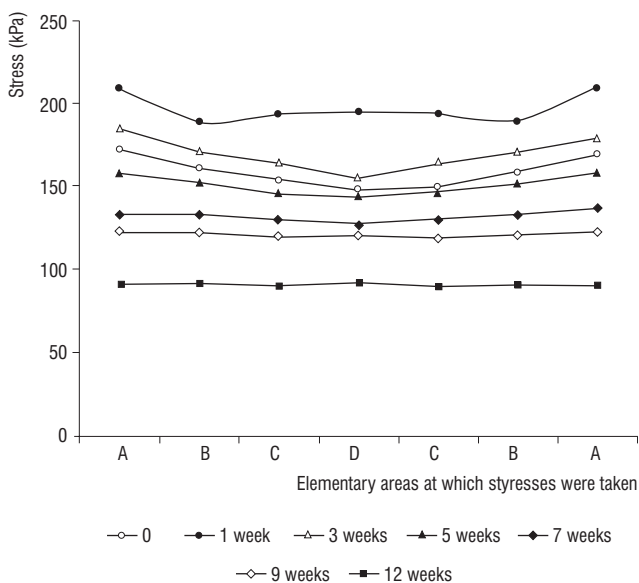 Stress (kPa)
250
200
150
100
50
0
A B C D C B A
Elementary areas at which styresses were taken
0 1 week 3 weeks 5 weeks 7 weeks
9 weeks 12 weeks